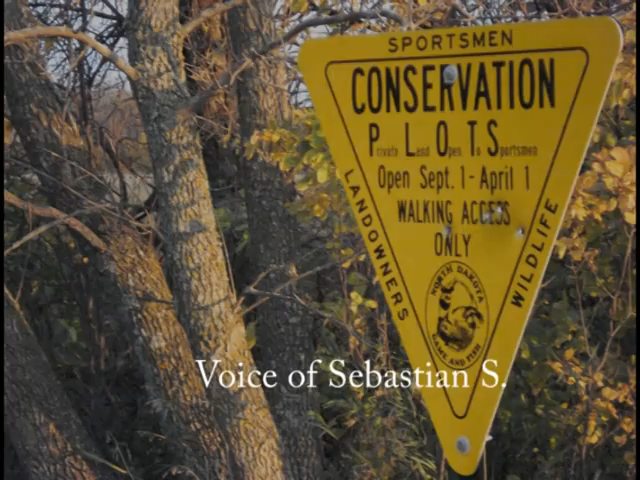 SPORTSMEN
CONSERVATION
P. L. O. T. S.
Private Land Open To Sportsmen
Open Sept. 1 - April 1
WALKING ACCESS
ONLY
LANDOWNERS
WILDLIFE
NORTH DAKOTA
GAME AND FISH
Voice of Sebastian S.